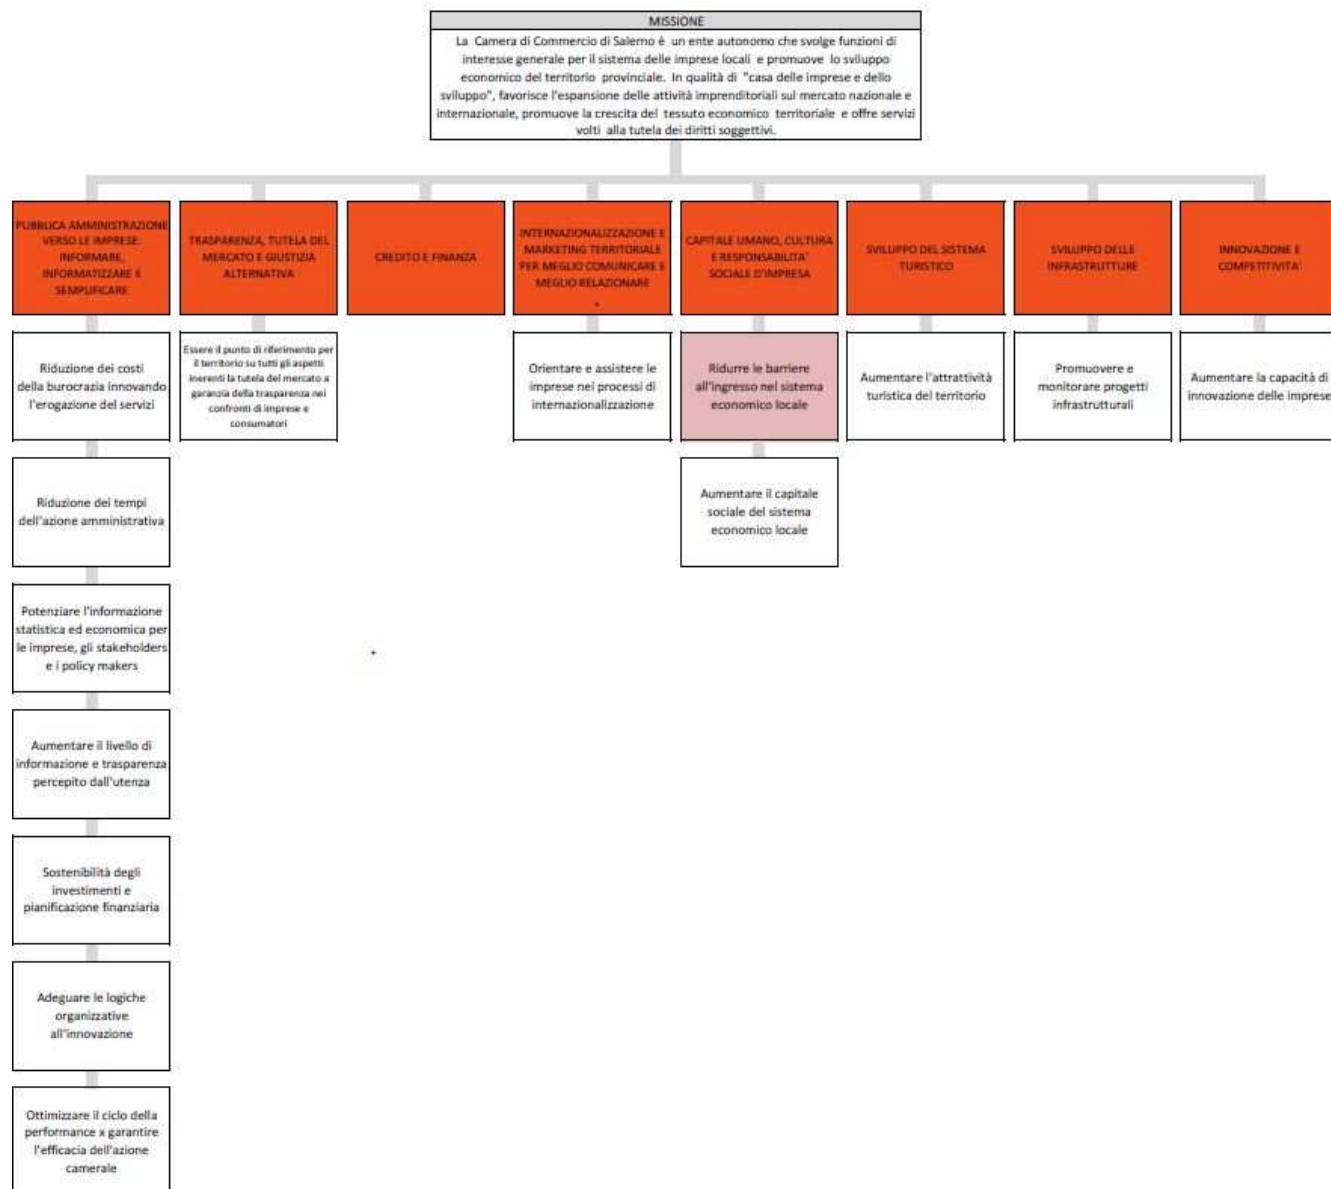 MISSIONE
La Camera di Commercio di Salerno è un ente autonomo che svolge funzioni di
interesse generale per il sistema delle imprese locali e promuove lo sviluppo
economico del territorio provinciale. In qualità di "casa delle imprese e dello
sviluppo", favorisce l'espansione delle attività imprenditoriali sul mercato nazionale e
internazionale, promuove la crescita del tessuto economico territoriale e offre servizi
volti alla tutela dei diritti soggettivi.
PUBBLICA AMMINISTRAZIONE
VERSO LE IMPRESE:
INFORMARE,
INFORMATIZZARE E
SEMPLIFICARE
TRASPARENZA, TUTELA DEL
MERCATO E GIUSTIZIA
ALTERNATIVA
CREDITO E FINANZA
INTERNAZIONALIZZAZIONE E
MARKETING TERRITORIALE
PER MEGLIO COMUNICARE E
MEGLIO RELAZIONARE
CAPITALE UMANO, CULTURA
E RESPONSABILITA'
SOCIALE D'IMPRESA
SVILUPPO DEL SISTEMA
TURISTICO
SVILUPPO DELLE
INFRASTRUTTURE
INNOVAZIONE E
COMPETITIVITA'
Riduzione dei costi
della burocrazia innovando
l'erogazione del servizi
Essere il punto di riferimento per
il territorio su tutti gli aspetti
inerenti la tutela del mercato a
garanzia della trasparenza nei
confronti di imprese e
consumatori
Orientare e assistere le
imprese nei processi di
internazionalizzazione
Ridurre le barriere
all'ingresso nel sistema
economico locale
Aumentare l'attrattività
turistica del territorio
Promuovere e
monitorare progetti
infrastrutturali
Aumentare la capacità di
innovazione delle imprese
Riduzione dei tempi
dell'azione amministrativa
Aumentare il capitale
sociale del sistema
economico locale
Potenziare l'informazione
statistica ed economica per
le imprese, gli stakeholders
e i policy makers
Aumentare il livello di
informazione e trasparenza
percepito dall'utenza
Sostenibilità degli
investimenti e
pianificazione finanziaria
Adeguare le logiche
organizzative
all'innovazione
Ottimizzare il ciclo della
performance x garantire
l'efficacia dell'azione
camerale